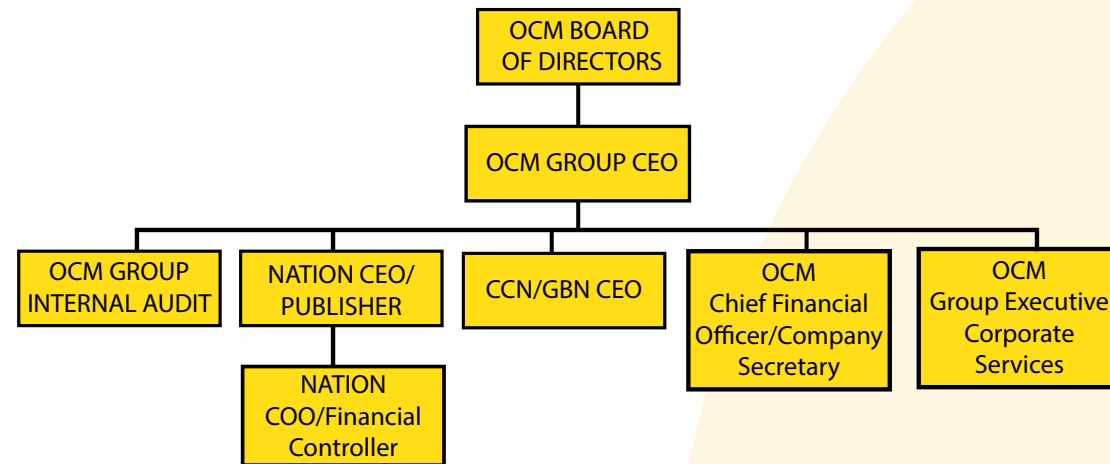 OCM BOARD
OF DIRECTORS
OCM GROUP CEO
OCM GROUP
INTERNAL AUDIT
NATION CEO/
PUBLISHER
CCN/GBN CEO
OCM
Chief Financial
Officer/Company
Secretary
OCM
Group Executive
Corporate
Services
NATION
COO/Financial
Controller